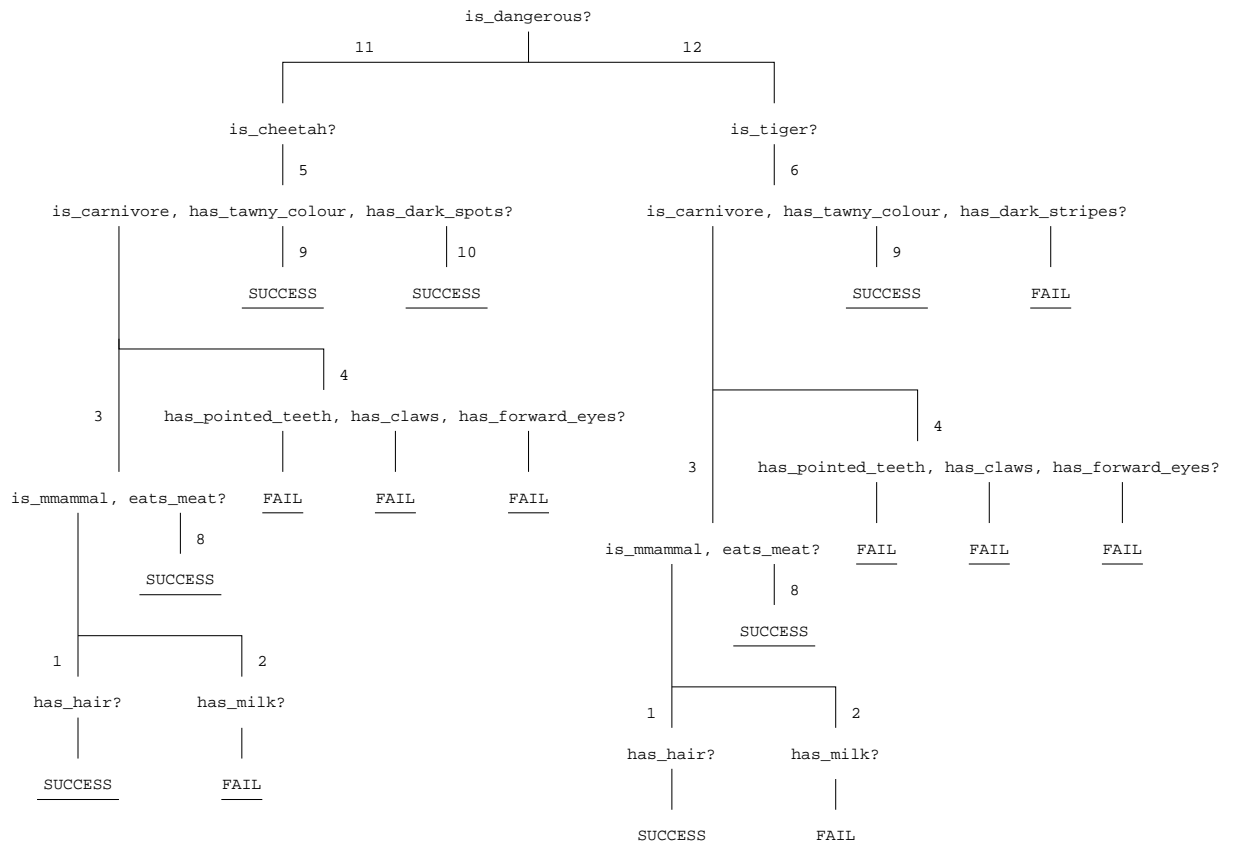 is_dangerous?
11 12
is_cheetah? is_tiger?
5 6
is_carnivore, has_tawny_colour, has_dark_spots? is_carnivore, has_tawny_colour, has_dark_stripes?
9 10 9
SUCCESS SUCCESS SUCCESS FAIL
4
3 has_pointed_teeth, has_claws, has_forward_eyes? 4
3 has_pointed_teeth, has_claws, has_forward_eyes?
is_mmammal, eats_meat? FAIL FAIL FAIL
8 is_mmammal, eats_meat? FAIL FAIL FAIL
SUCCESS 8
SUCCESS
1 2
has_hair? has_milk? 1 2
has_hair? has_milk?
SUCCESS FAIL
SUCCESS FAIL